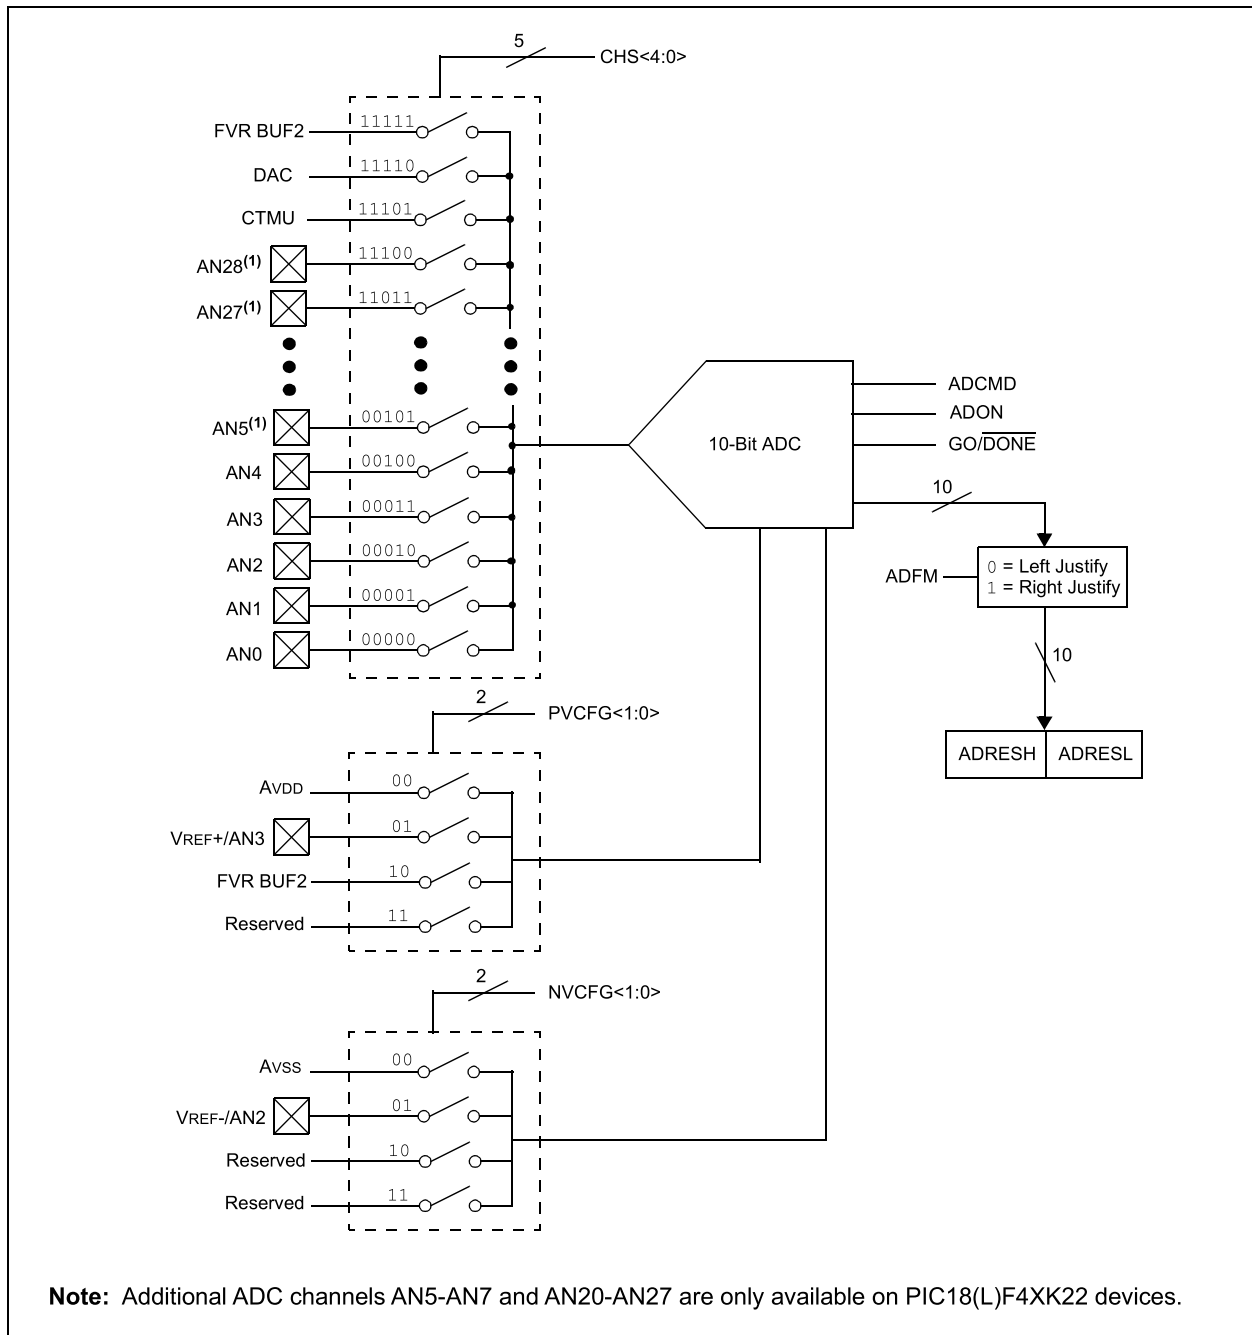 5
CHS<4:0>
FVR BUF2
11111
DAC
11110
CTMU
11101
AN28(1)
11100
AN27(1)
11011
AN5(1)
00101
AN4
00100
AN3
00011
AN2
00010
AN1
00001
AN0
00000
10-Bit ADC
ADCMD
ADON
GO/DONE
10
ADFM
0 = Left Justify
1 = Right Justify
10
ADRESH
ADRESL
2
PVCFG<1:0>
AVDD
00
VREF+/AN3
01
FVR BUF2
10
Reserved
11
2
NVCFG<1:0>
AVSS
00
VREF-/AN2
01
Reserved
10
Reserved
11
Note: Additional ADC channels AN5-AN7 and AN20-AN27 are only available on PIC18(L)F4XK22 devices.